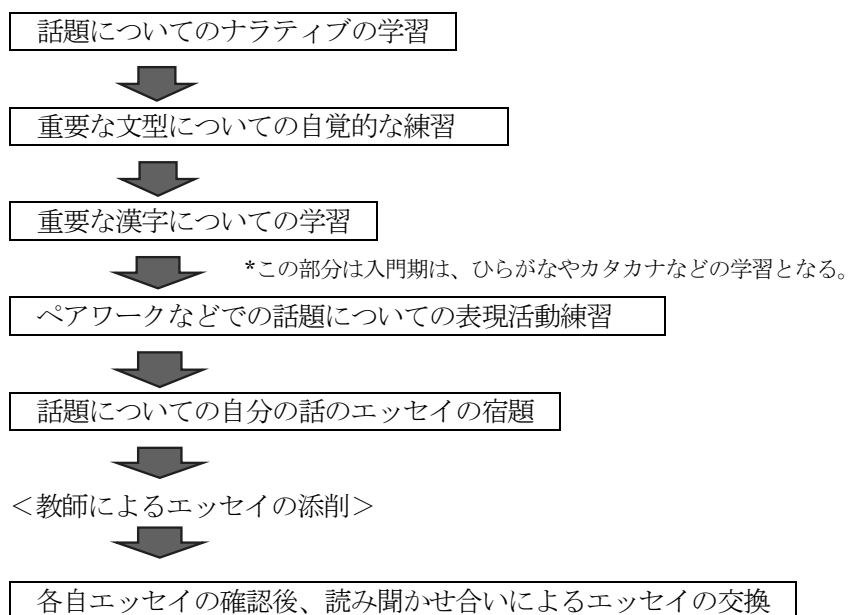 話題についてのナラティブの学習
重要な文型についての自覚的な練習
重要な漢字についての学習
*この部分は入門期は、ひらがなやカタカナなどの学習となる。
ペアワークなどでの話題についての表現活動練習
話題についての自分の話のエッセイの宿題
＜教師によるエッセイの添削＞
各自エッセイの確認後、読み聞かせ合いによるエッセイの交換